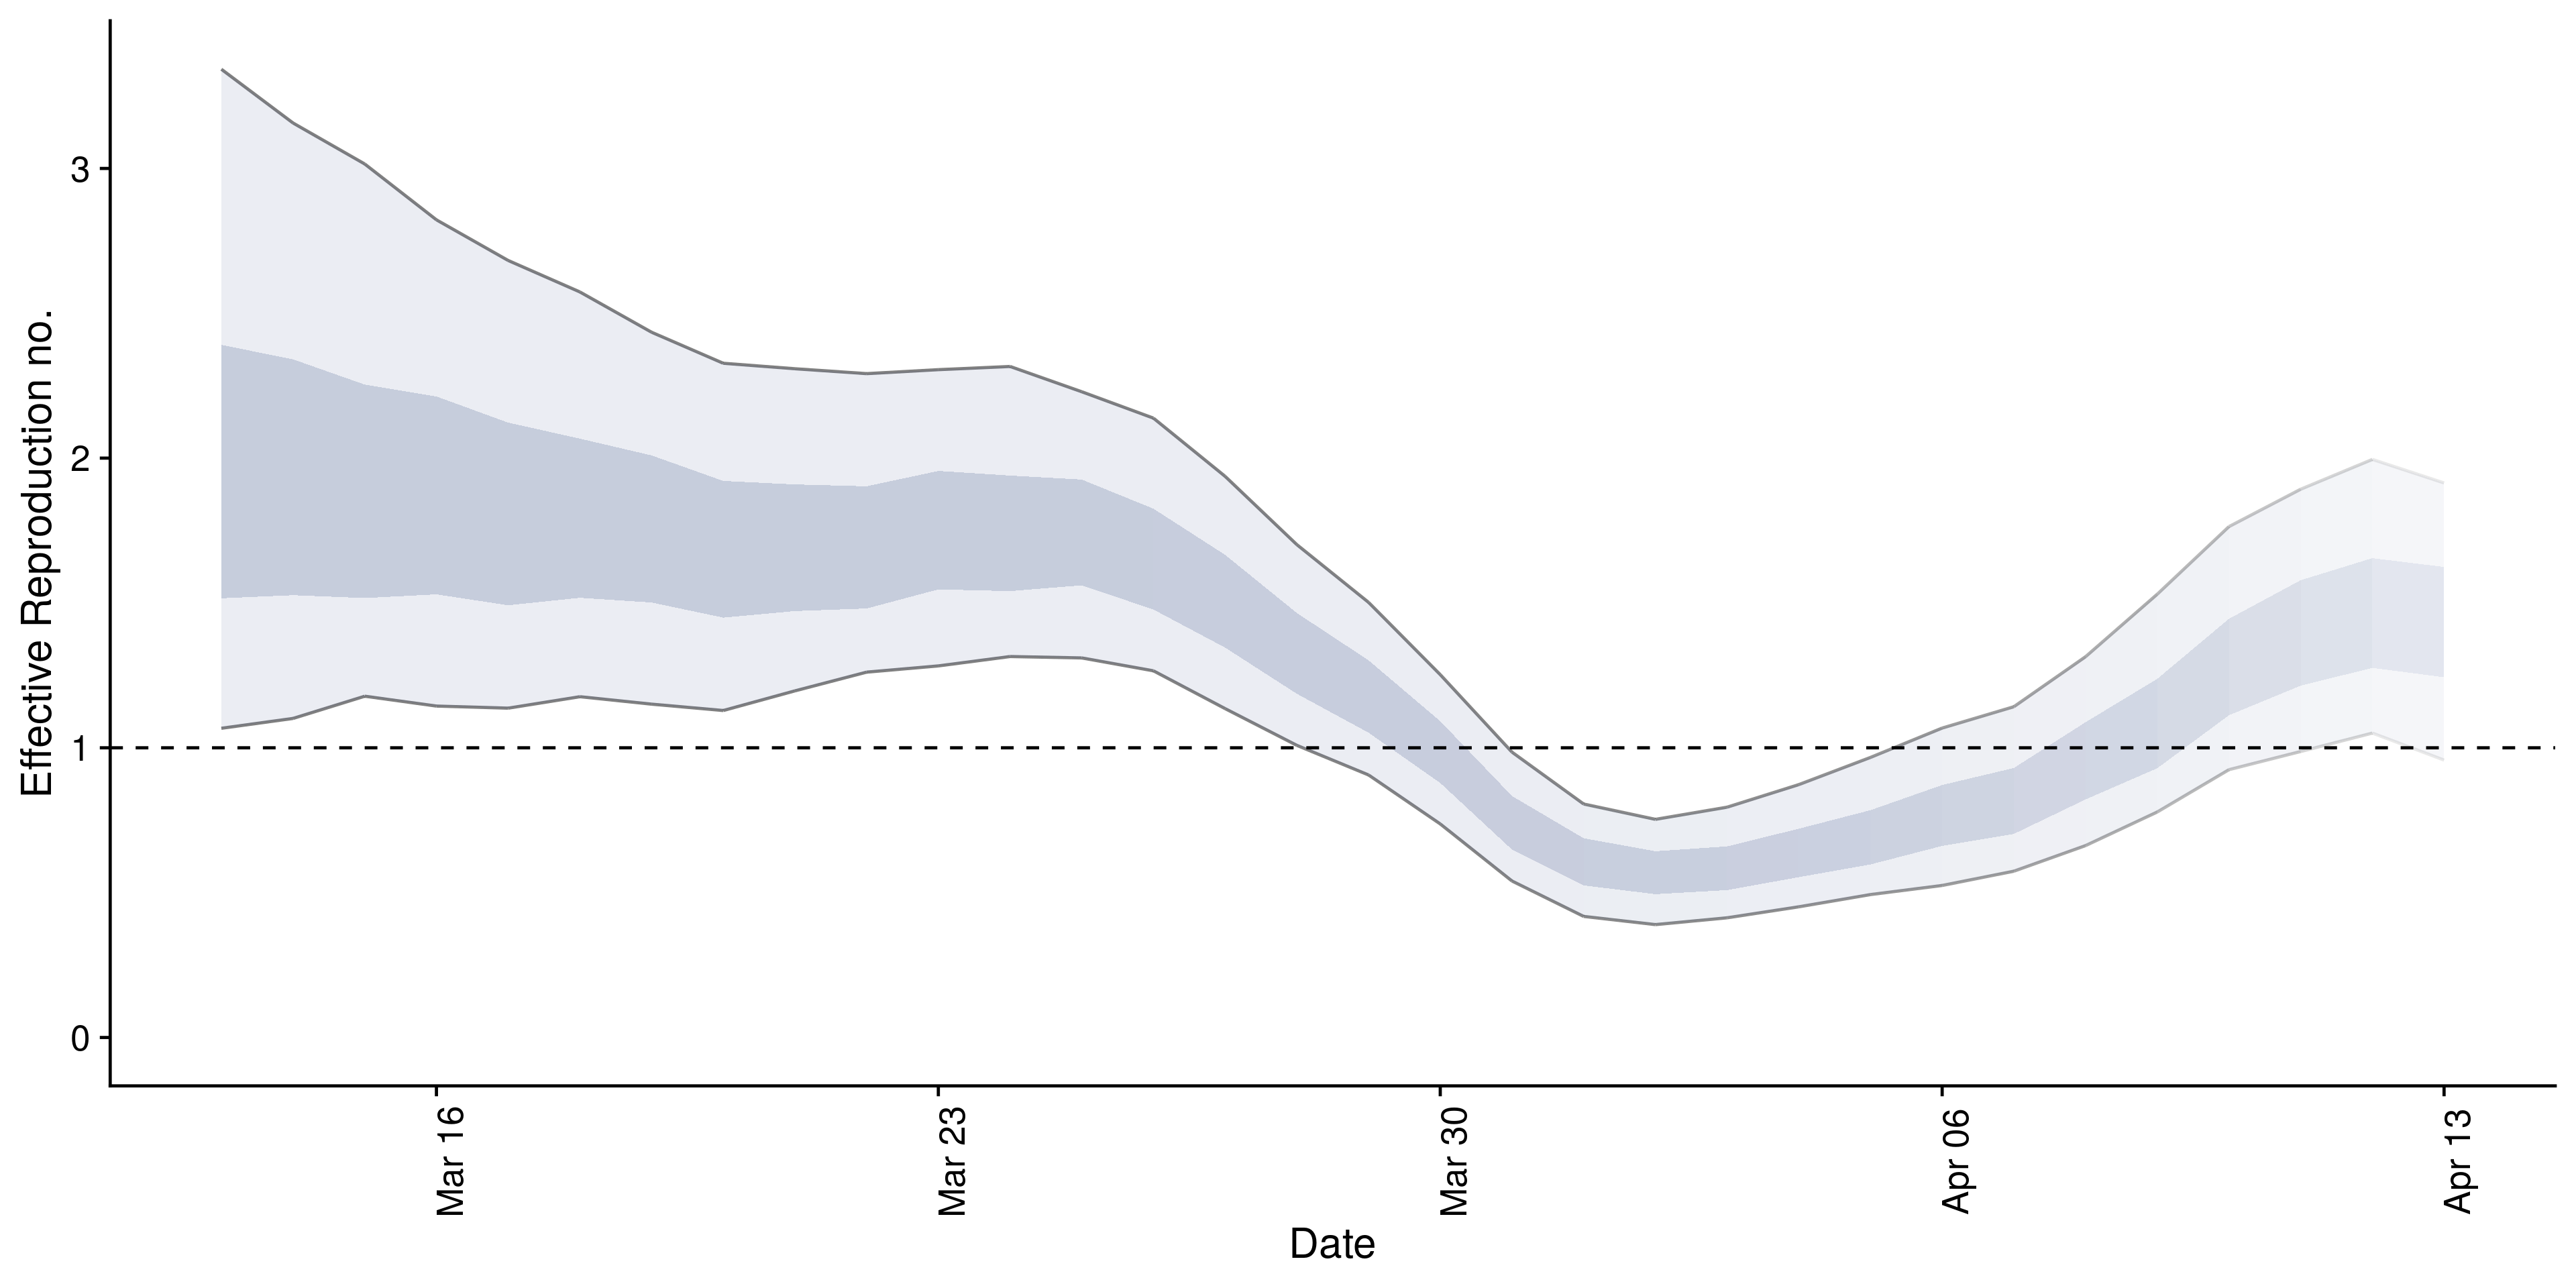 Effective Reproduction no.
3
2
1
0
Mar 16
Mar 23
Mar 30
Apr 06
Apr 13
Date